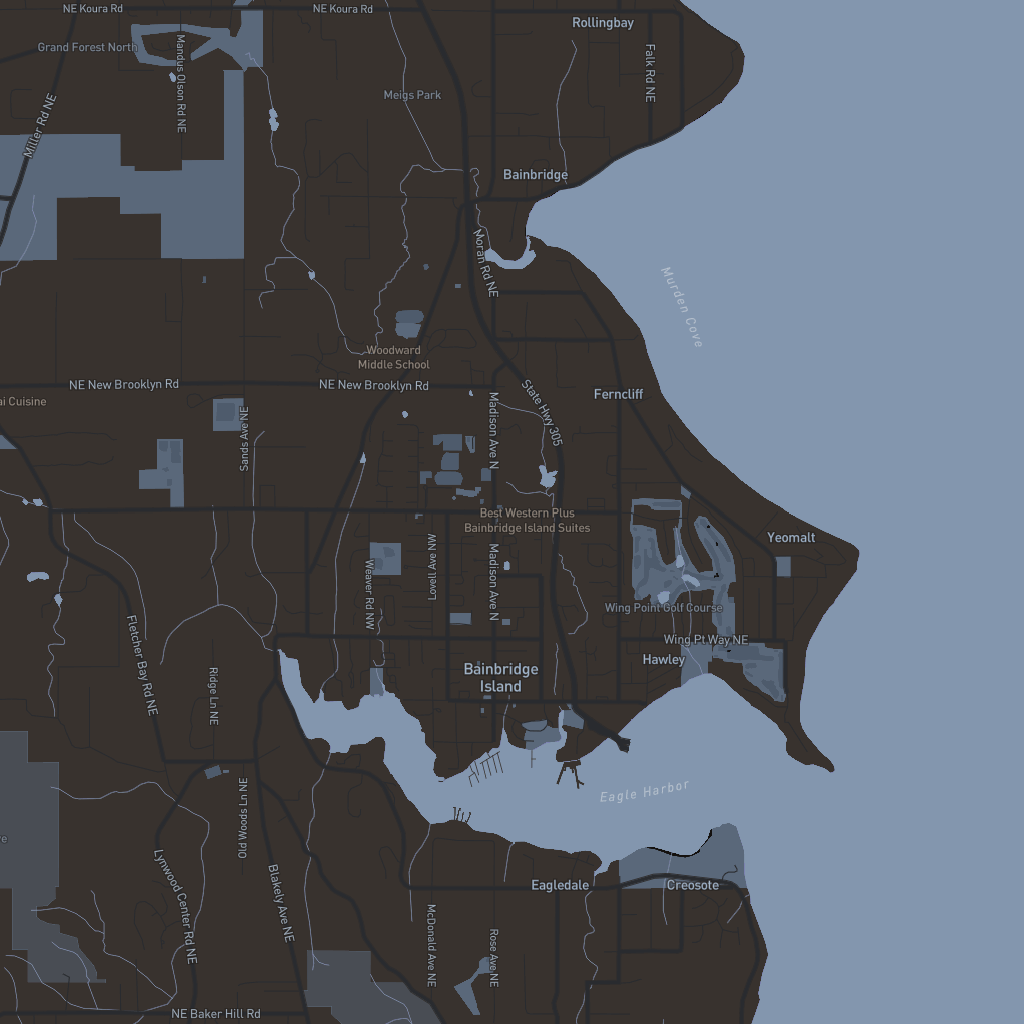 NE Koura Rd
NE Koura Rd
Rollingbay
Grand Forest North
Mandus Olson Rd NE
Falk Rd NE
Meigs Park
Miller Rd NE
Bainbridge
Moran Rd NE
Murden Cove
Woodward
Middle School
NE New Brooklyn Rd
NE New Brooklyn Rd
State Hwy 305
Ferncliff
ai Cuisine
Sands Ave NE
Madison Ave N
Best Western Plus
Bainbridge Island Suites
Yeomalt
Lovell Ave NW
Madison Ave N
Weaver Rd NW
Wing Point Golf Course
Fletcher Bay Rd NE
Wing Pt Way NE
Hawley
Bainbridge
Island
Ridge Ln NE
Eagle Harbor
Old Woods Ln NE
e
Lynwood Center Rd NE
Blakely Ave NE
Eagledale
Creosote
McDonald Ave NE
Rose Ave NE
NE Baker Hill Rd